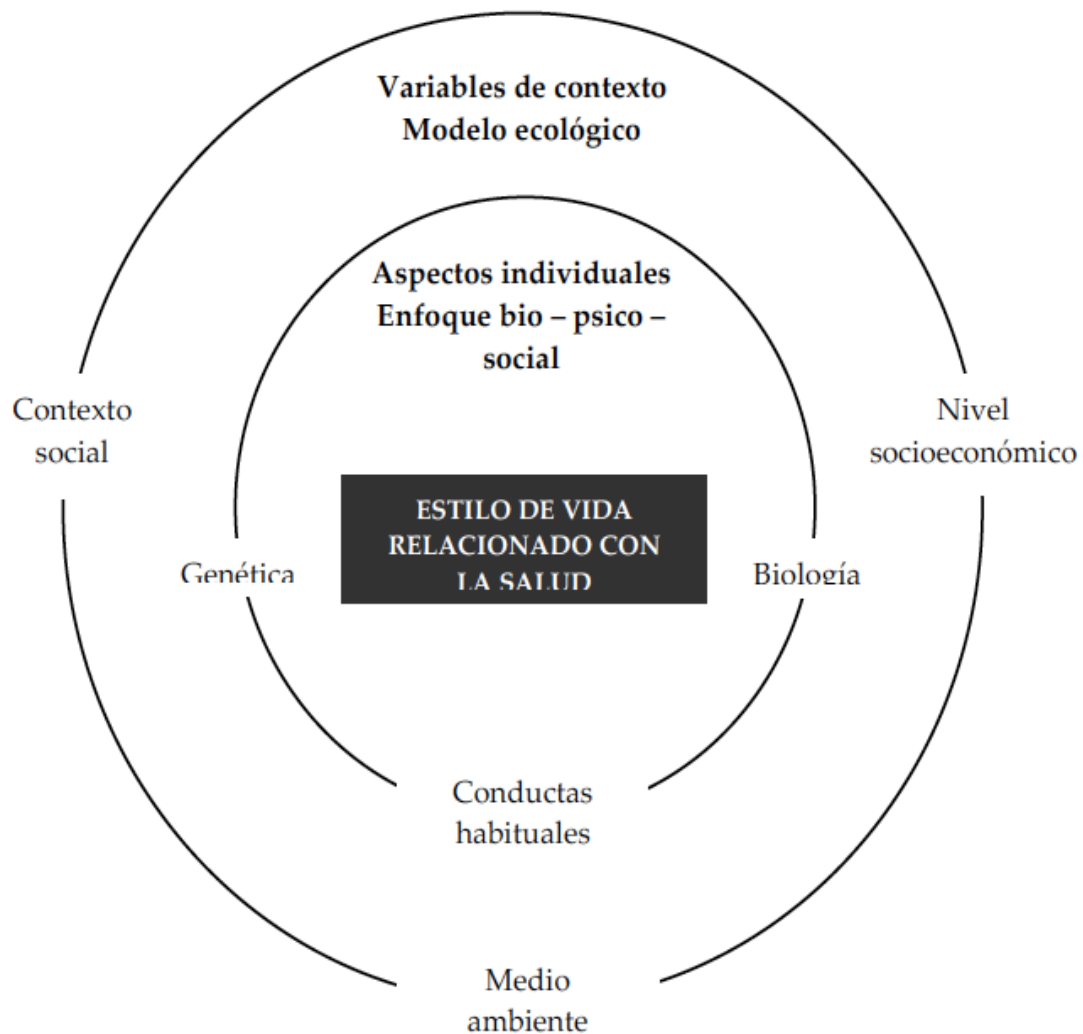 Variables de contexto
Modelo ecológico
Aspectos individuales
Enfoque bio – psico –
social
Contexto
social
Nivel
socioeconómico
ESTILO DE VIDA
RELACIONADO CON
LA SALUD
Genética
Biología
Conductas
habituales
Medio
ambiente